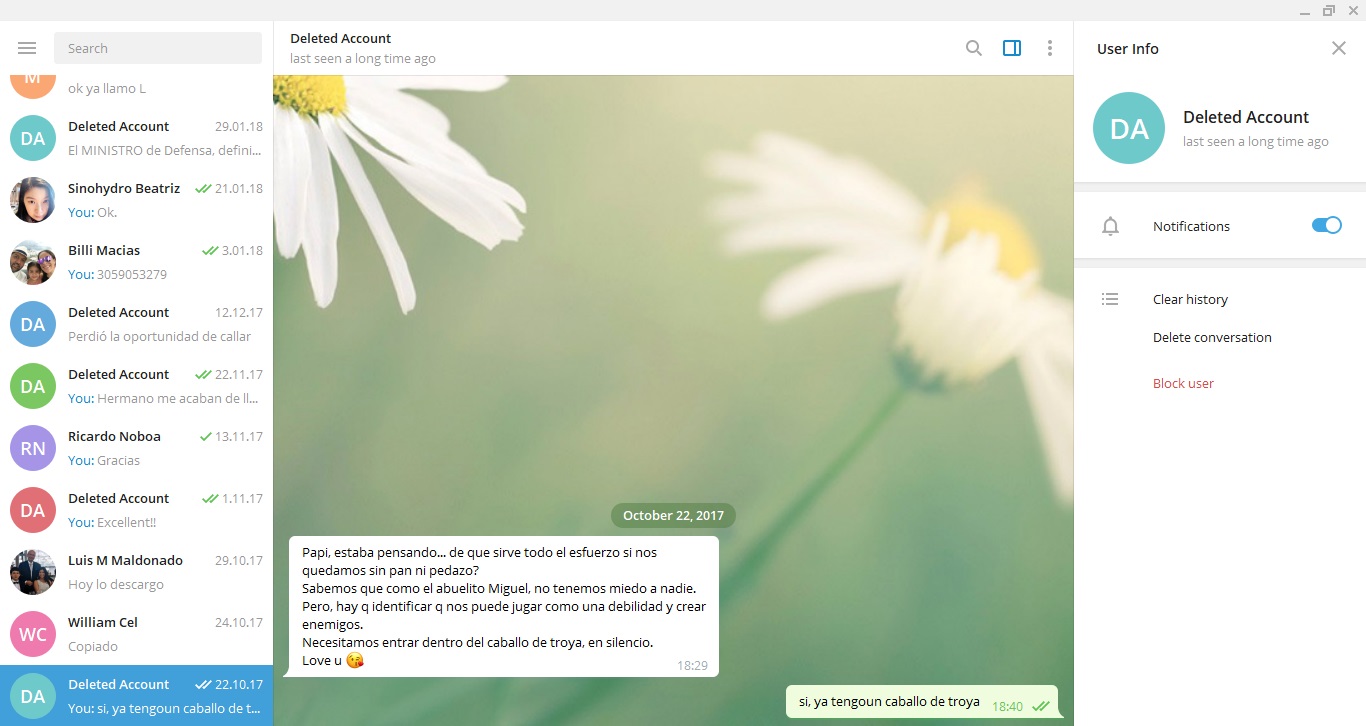 Search
M
ok ya llamo L
DA
Deleted Account 29.01.18
El MINISTRO de Defensa, defini...
Sinohydro Beatriz 21.01.18
You: Ok.
Billi Macias 3.01.18
You: 3059053279
DA
Deleted Account 12.12.17
Perdió la oportunidad de callar
DA
Deleted Account 22.11.17
You: Hermano me acaban de ll...
RN
Ricardo Noboa 13.11.17
You: Gracias
DA
Deleted Account 1.11.17
You: Excellent!!
Luis M Maldonado 29.10.17
Hoy lo descargo
WC
William Cel 24.10.17
Copiado
DA
Deleted Account 22.10.17
You: si, ya tengoun caballo de t...
Deleted Account
last seen a long time ago
October 22, 2017
Papi, estaba pensando... de que sirve todo el esfuerzo si nos
quedamos sin pan ni pedazo?
Sabemos que como el abuelito Miguel, no tenemos miedo a nadie.
Pero, hay q identificar q nos puede jugar como una debilidad y crear
enemigos.
Necesitamos entrar dentro del caballo de troya, en silencio.
Love u 😘 18:29
si, ya tengoun caballo de troya 18:40
User Info
DA
Deleted Account
last seen a long time ago
Notifications
Clear history
Delete conversation
Block user